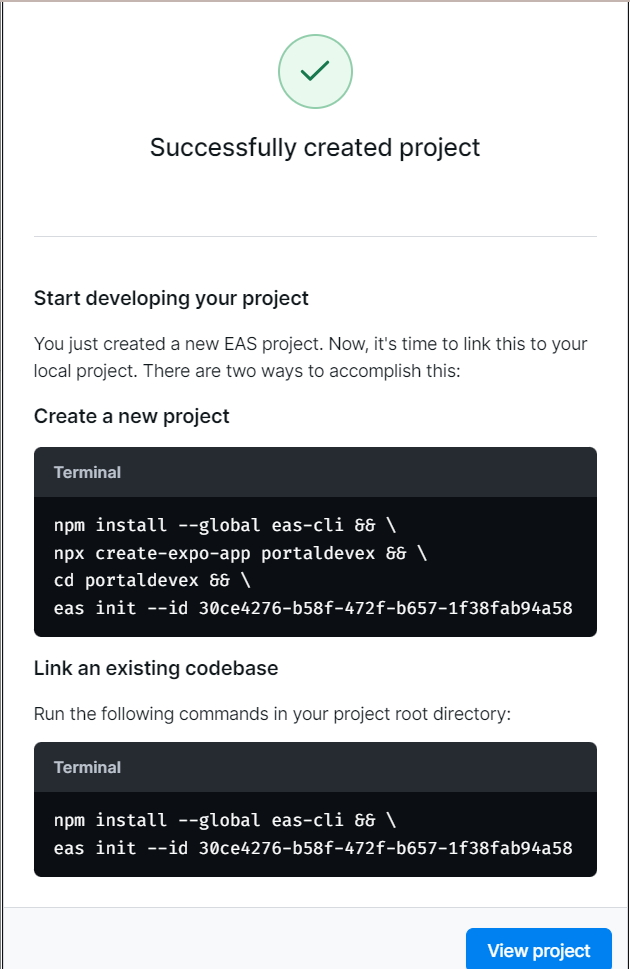 Successfully created project
Start developing your project
You just created a new EAS project. Now, it's time to link this to your
local project. There are two ways to accomplish this:
Create a new project
Terminal
npm install --global eas-cli && \
npx create-expo-app portaldevex && \
cd portaldevex && \
eas init --id 30ce4276-b58f-472f-b657-1f38fab94a58
Link an existing codebase
Run the following commands in your project root directory:
Terminal
npm install --global eas-cli && \
eas init --id 30ce4276-b58f-472f-b657-1f38fab94a58
View project